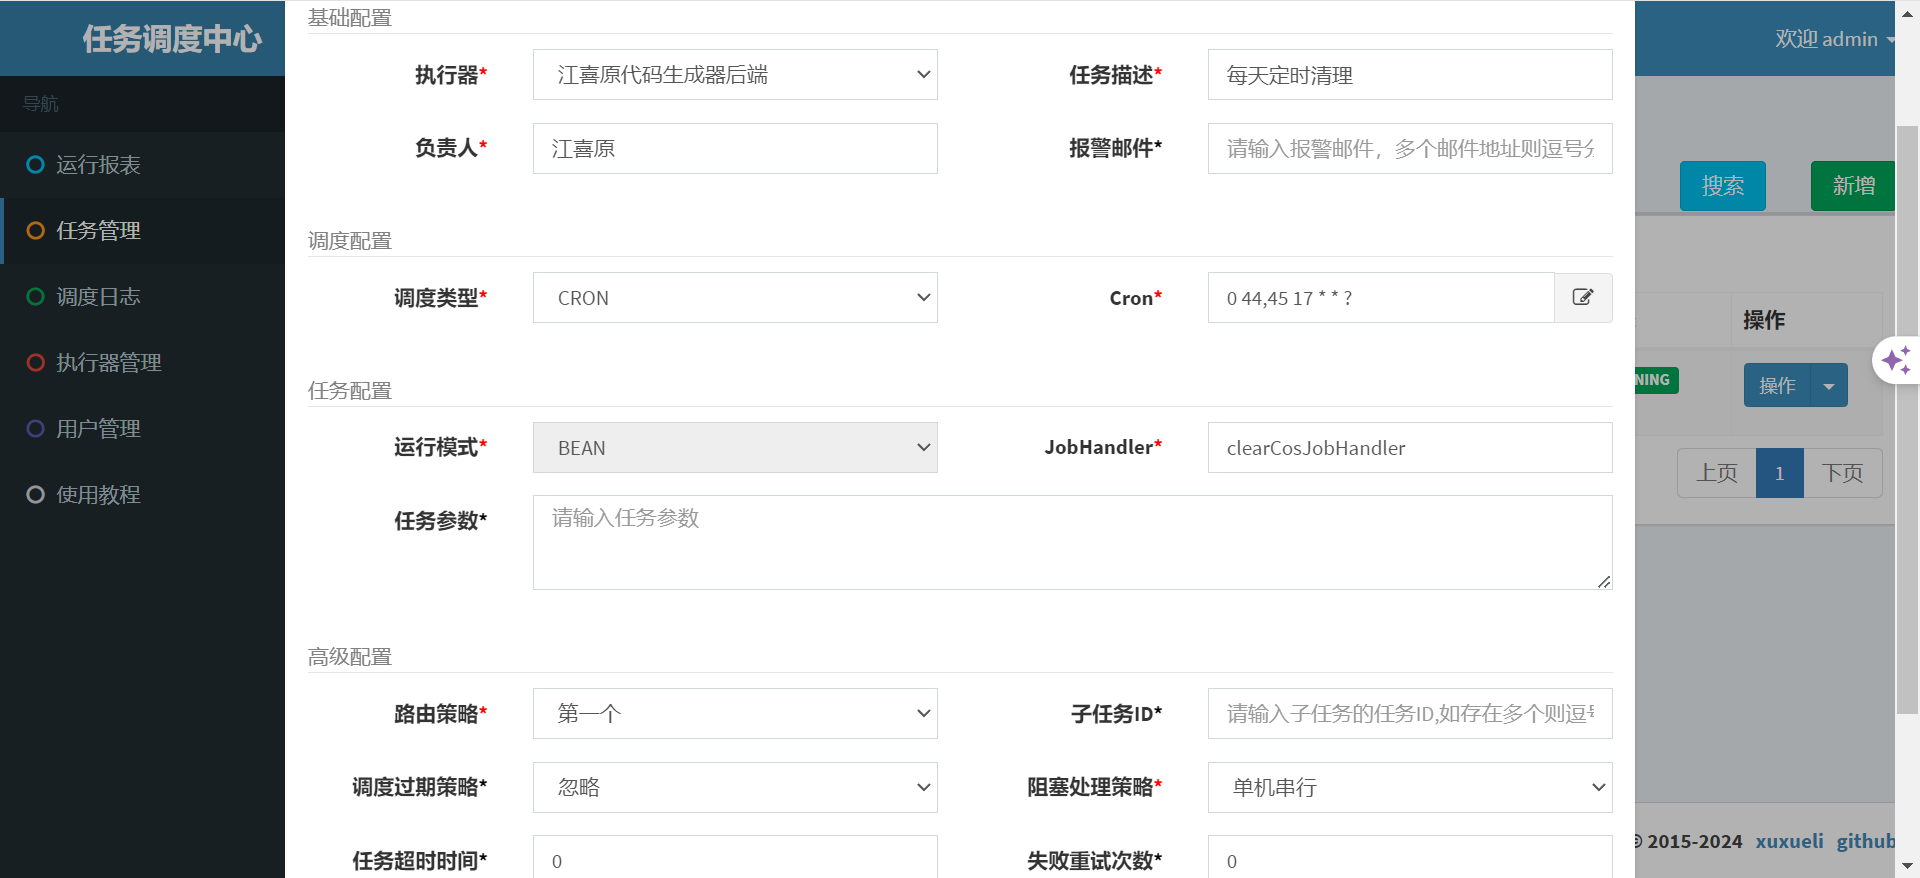 任务调度中心
欢迎 admin
导航
运行报表
任务管理
调度日志
执行器管理
用户管理
使用教程
基础配置
执行器* 江喜原代码生成器后端 任务描述* 每天定时清理
负责人* 江喜原 报警邮件* 请输入报警邮件，多个邮件地址则逗号分
调度配置
调度类型* CRON Cron* 0 44,45 17 * * ?
任务配置
运行模式* BEAN JobHandler* clearCosJobHandler
任务参数* 请输入任务参数
高级配置
路由策略* 第一个 子任务ID* 请输入子任务的任务ID,如存在多个则逗号
调度过期策略* 忽略 阻塞处理策略* 单机串行
任务超时时间* 0 失败重试次数* 0
搜索 新增
操作
NING 操作
上页 1 下页
© 2015-2024 xuxueli github